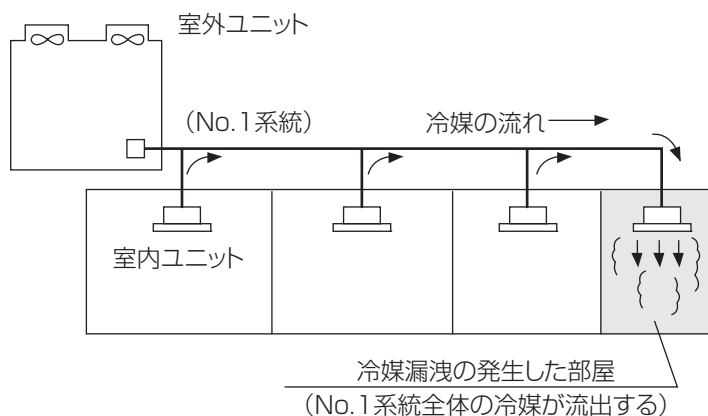 室外ユニット
(No.1系統)
冷媒の流れ
室内ユニット
冷媒漏洩の発生した部屋
(No.1系統全体の冷媒が流出する)